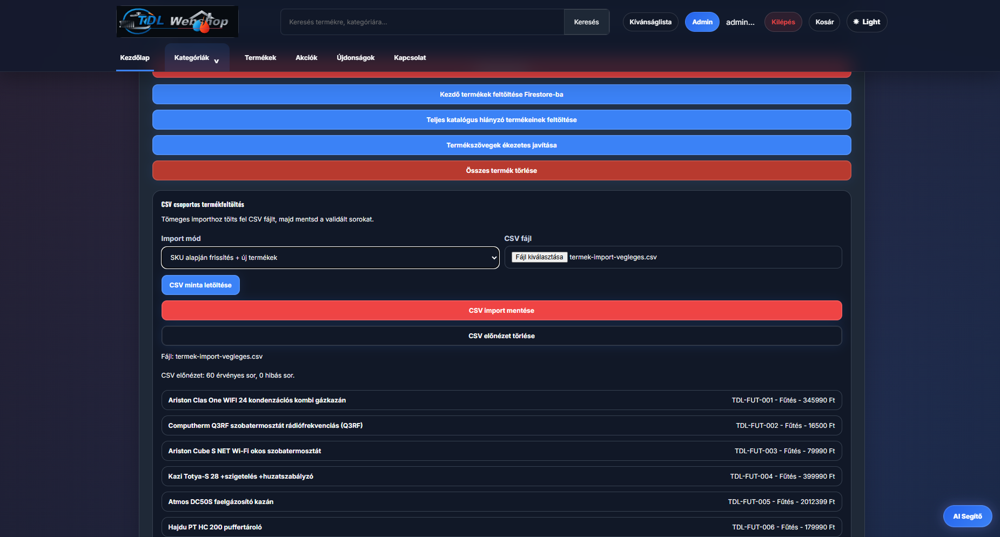 TDL Webshop
Keresés termékre, kategóriára...
Keresés
Kívánságlista
Admin
admin...
Kilépés
Kosár
Light
Kezdőlap
Kategóriák
Termékek
Akciók
Újdonságok
Kapcsolat
Kezdő termékek feltöltése Firestore-ba
Teljes katalógus hiányzó termékeinek feltöltése
Termékszövegek ékezetes javítása
Összes termék törlése
CSV csoportos termékfeltöltés
Tömeges importhoz tölts fel CSV fájlt, majd mentsd a validált sorokat.
Import mód
CSV fájl
SKU alapján frissítés + új termékek
Fájl kiválasztása termek-import-vegleges.csv
CSV minta letöltése
CSV import mentése
CSV előnézet törlése
Fájl: termek-import-vegleges.csv
CSV előnézet: 60 érvényes sor, 0 hibás sor.
Ariston Clas One WIFI 24 kondenzációs kombi gázkazán TDL-FUT-001 - Fűtés - 345990 Ft
Computherm Q3RF szobatermosztát rádiófrekvenciás (Q3RF) TDL-FUT-002 - Fűtés - 16500 Ft
Ariston Cube S NET Wi-Fi okos szobatermosztát TDL-FUT-003 - Fűtés - 79990 Ft
Kazi Totya-S 28 +szigetelés +huzatszabályzó TDL-FUT-004 - Fűtés - 399990 Ft
Atmos DC50S faelgázosító kazán TDL-FUT-005 - Fűtés - 2012399 Ft
Hajdu PT HC 200 puffertároló TDL-FUT-006 - Fűtés - 179990 Ft
AI Segítő